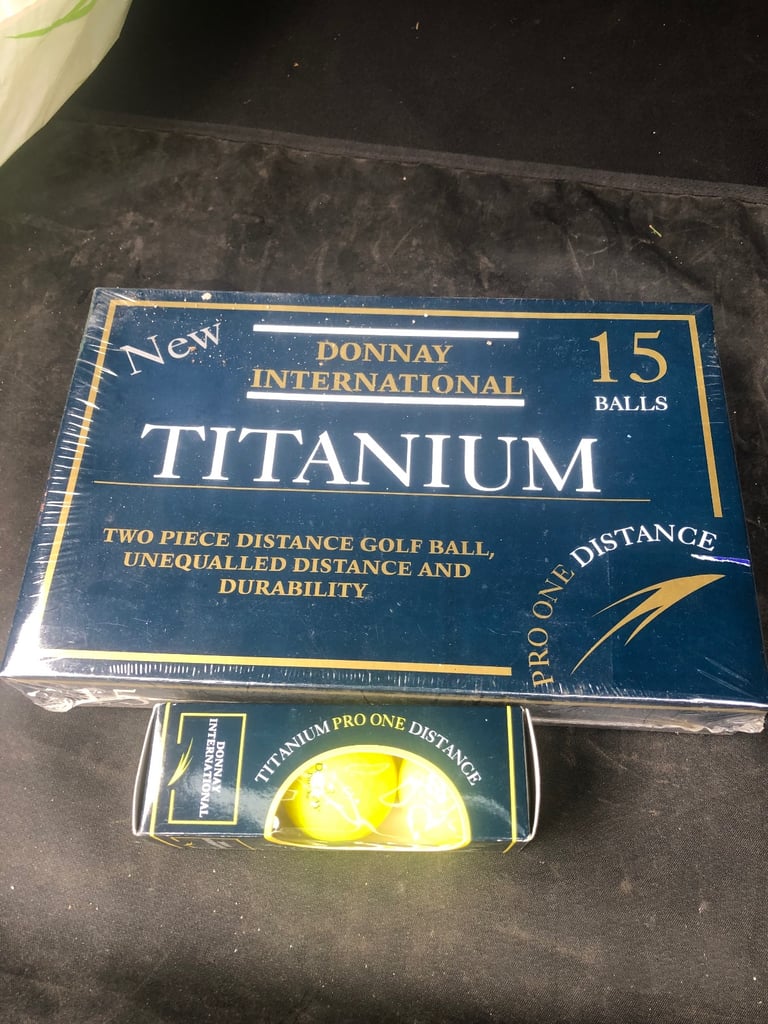 New
DONNAY
INTERNATIONAL
15
BALLS
TITANIUM
TWO PIECE DISTANCE GOLF BALL,
UNEQUALLED DISTANCE AND
DURABILITY
PRO ONE DISTANCE
15
DONNAY
INTERNATIONAL
TITANIUM PRO ONE DISTANCE